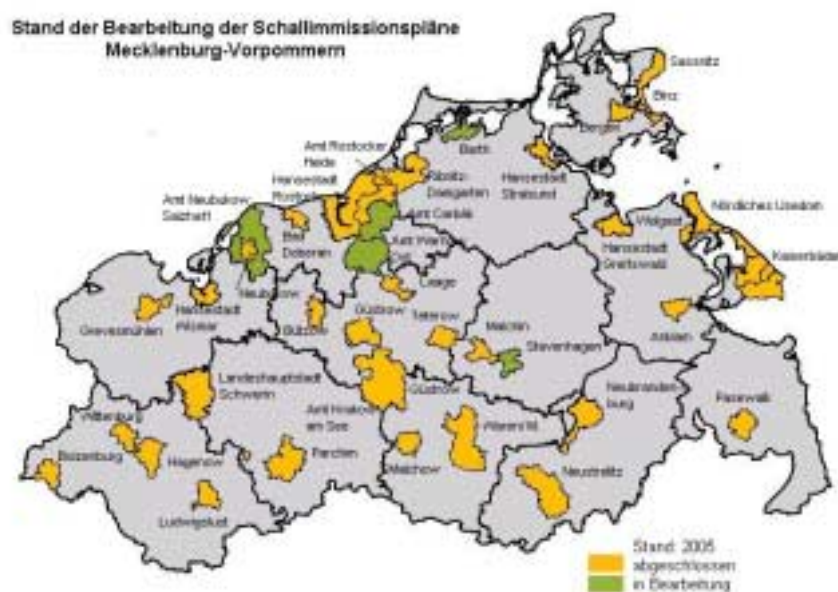 Stand der Bearbeitung der Schallimmissionspläne
Mecklenburg-Vorpommern
Sassnitz
Binz
Bergen
Amt Rostocker
Heide
Hansestadt
Rostock
Barth
Ribnitz-
Damgarten
Hansestadt
Stralsund
Amt Neubukow
Salzhaff
Bad
Doberan
Amt Carbäk
Amt Warnow
Ost
Wolgast
Nördliches Usedom
Hansestadt
Greifswald
Kaiserbäder
Neubukow
Hansestadt
Wismar
Grevesmühlen
Bützow
Güstrow
Laage
Teterow
Malchin
Stavenhagen
Anklam
Landeshauptstadt
Schwerin
Güstrow
Neubranden
burg
Pasewalk
Wittenburg
Amt Krakow
am See
Waren/M.
Boizenburg
Hagenow
Parchim
Malchow
Neustrelitz
Ludwigslust
Stand: 2005
abgeschlossen
in Bearbeitung